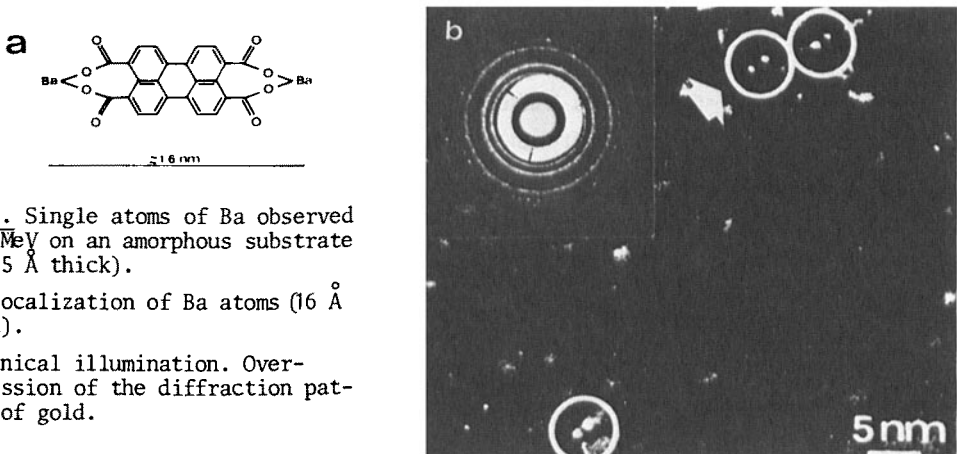 a
O O
Ba O O Ba
O O
O O
≈1.6 nm
. Single atoms of Ba observed
MeV on an amorphous substrate
5 Å thick).
ocalization of Ba atoms (16 Å
).
nical illumination. Over-
ssion of the diffraction pat-
of gold.
b
5 nm